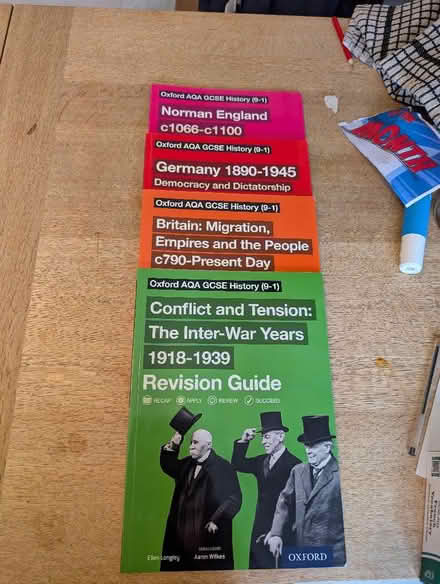 Oxford AQA GCSE History (9-1)
Norman England
c1066-c1100
Oxford AQA GCSE History (9-1)
Germany 1890-1945
Democracy and Dictatorship
Oxford AQA GCSE History (9-1)
Britain: Migration,
Empires and the People
c790-Present Day
Oxford AQA GCSE History (9-1)
Conflict and Tension:
The Inter-War Years
1918-1939
Revision Guide
RECAP APPLY REVIEW SUCCEED
SERIES EDITOR
Ellen Longley Aaron Wilkes
OXFORD